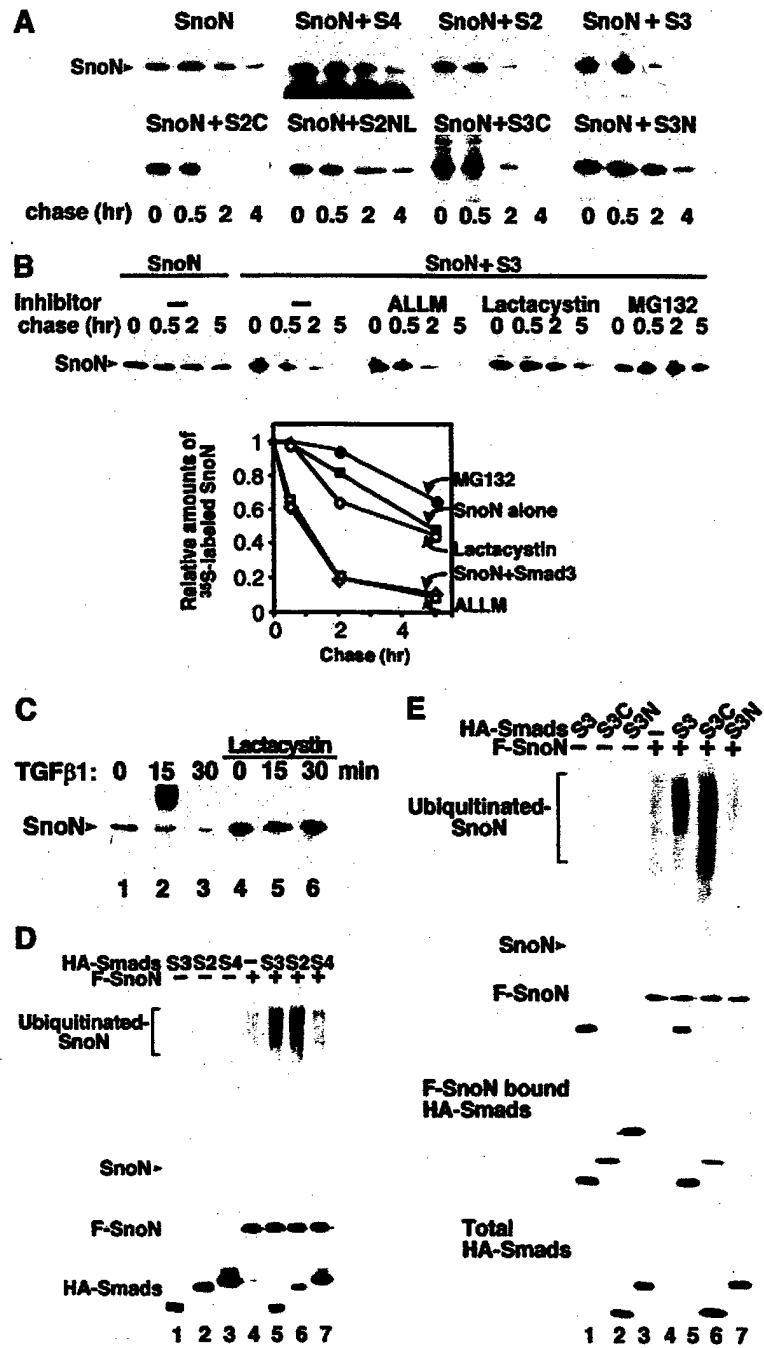 A
SnoN SnoN+S4 SnoN+S2 SnoN + S3
SnoN
SnoN+S2C SnoN+S2NL SnoN+S3C SnoN+S3N
chase (hr) 0 0.5 2 4 0 0.5 2 4 0 0.5 2 4 0 0.5 2 4
B
SnoN SnoN+S3
Inhibitor – – ALLM Lactacystin MG132
chase (hr) 0 0.5 2 5 0 0.5 2 5 0 0.5 2 5 0 0.5 2 5 0 0.5 2 5
SnoN
Relative amounts of
³⁵S-labeled SnoN
1
0.8
0.6
0.4
0.2
0
0 2 4
Chase (hr)
MG132
SnoN alone
Lactacystin
SnoN+Smad3
ALLM
C
Lactacystin
TGFβ1: 0 15 30 0 15 30 min
SnoN
1 2 3 4 5 6
D
HA-Smads S3 S2 S4 – S3 S2 S4
F-SnoN – – – + + + +
Ubiquitinated-
SnoN
SnoN
F-SnoN
HA-Smads
1 2 3 4 5 6 7
E
HA-Smads S3 S3C S3N – S3 S3C S3N
F-SnoN – – – + + + +
Ubiquitinated-
SnoN
SnoN
F-SnoN
F-SnoN bound
HA-Smads
Total
HA-Smads
1 2 3 4 5 6 7